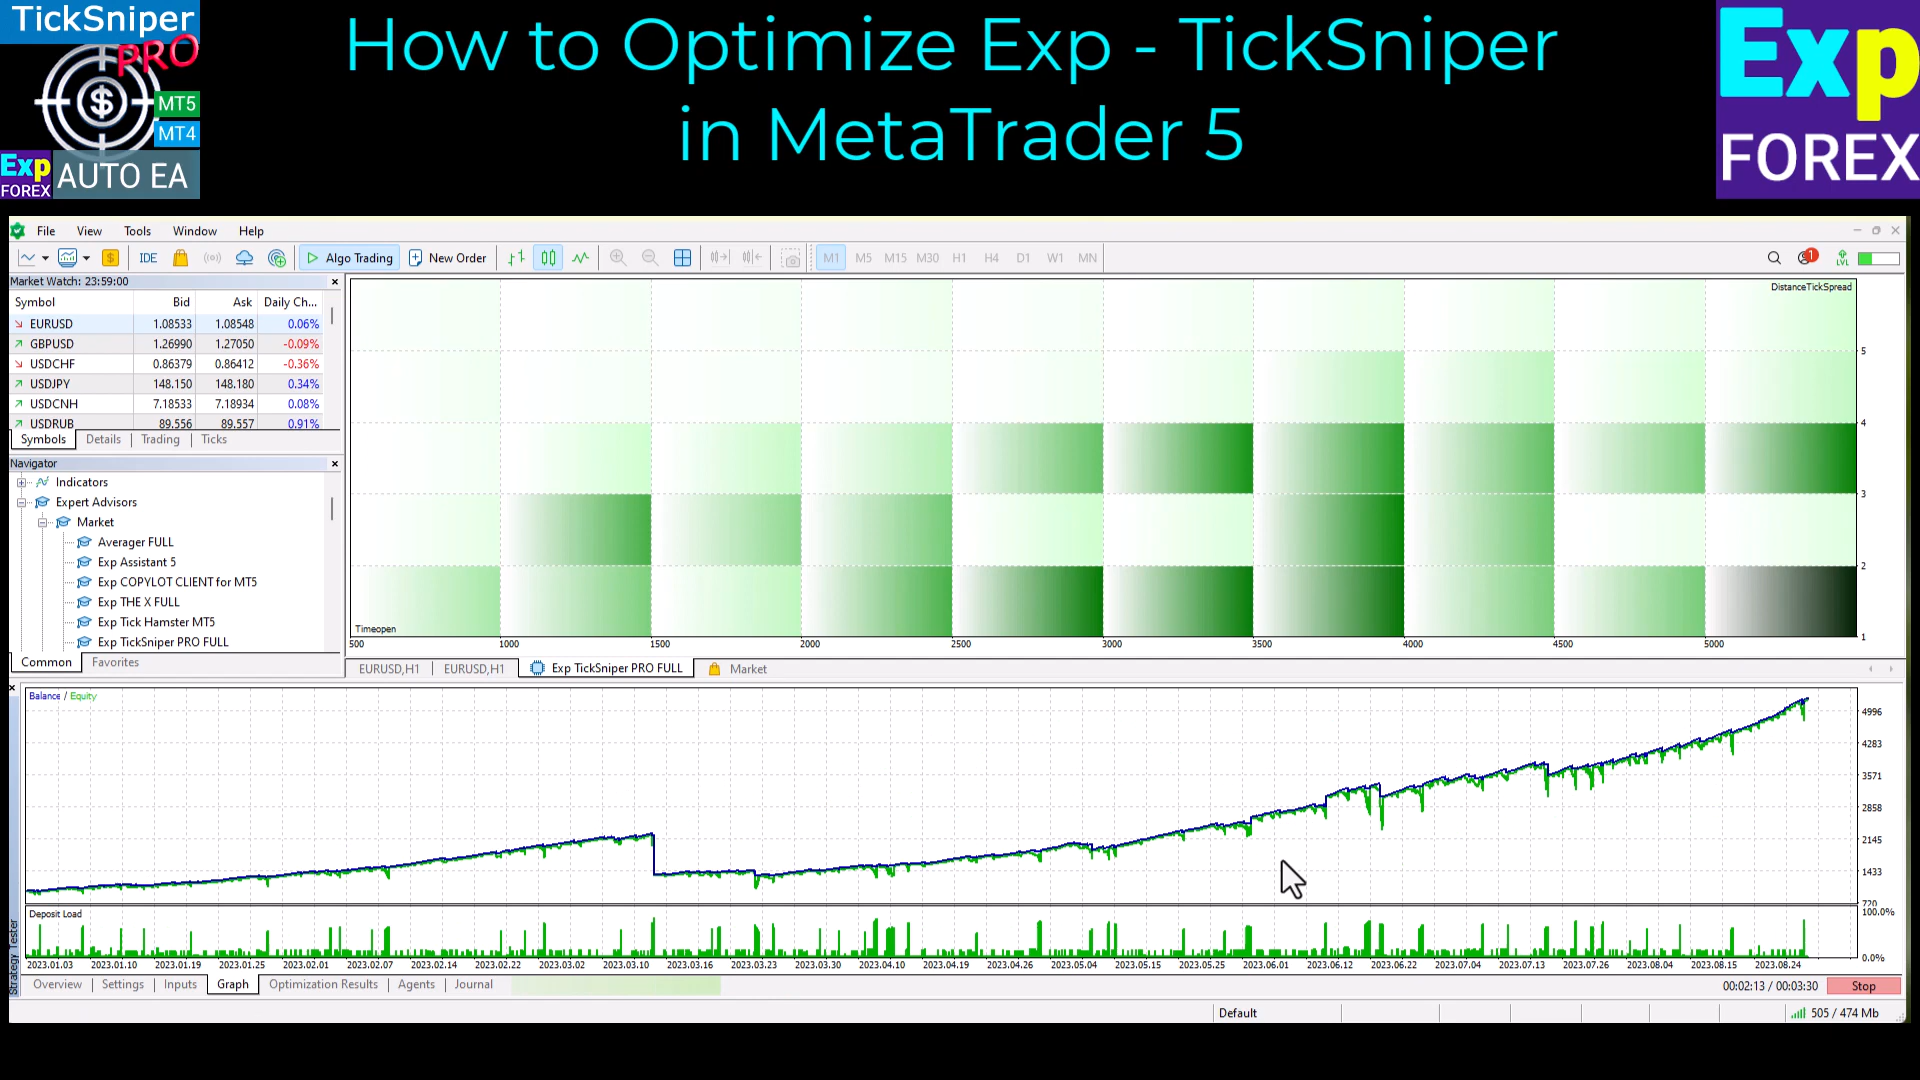 TickSniper
PRO
$
MT5
MT4
Exp
FOREX
AUTO EA
How to Optimize Exp - TickSniper
in MetaTrader 5
Exp
FOREX
File View Tools Window Help
$ IDE Algo Trading New Order M1 M5 M15 M30 H1 H4 D1 W1 MN 1 LVL
Market Watch: 23:59:00
Symbol Bid Ask Daily Ch...
EURUSD 1.08533 1.08548 0.06%
GBPUSD 1.26990 1.27050 -0.09%
USDCHF 0.86379 0.86412 -0.36%
USDJPY 148.150 148.180 0.34%
USDCNH 7.18533 7.18934 0.08%
USDRUB 89.556 89.557 0.91%
Symbols Details Trading Ticks
Navigator
Indicators
Expert Advisors
Market
Averager FULL
Exp Assistant 5
Exp COPYLOT CLIENT for MT5
Exp THE X FULL
Exp Tick Hamster MT5
Exp TickSniper PRO FULL
Common Favorites
DistanceTickSpread
5
4
3
2
1
Timeopen
500 1000 1500 2000 2500 3000 3500 4000 4500 5000
EURUSD,H1 EURUSD,H1 Exp TickSniper PRO FULL Market
Balance / Equity
4996
4283
3571
2858
2145
1433
720
Deposit Load
100.0%
0.0%
2023.01.03 2023.01.10 2023.01.19 2023.01.25 2023.02.01 2023.02.07 2023.02.14 2023.02.22 2023.03.02 2023.03.10 2023.03.16 2023.03.23 2023.03.30 2023.04.10 2023.04.19 2023.04.26 2023.05.04 2023.05.15 2023.05.25 2023.06.01 2023.06.12 2023.06.22 2023.07.04 2023.07.13 2023.07.26 2023.08.04 2023.08.15 2023.08.24
Strategy Tester
Overview Settings Inputs Graph Optimization Results Agents Journal
00:02:13 / 00:03:30 Stop
Default
505 / 474 Mb